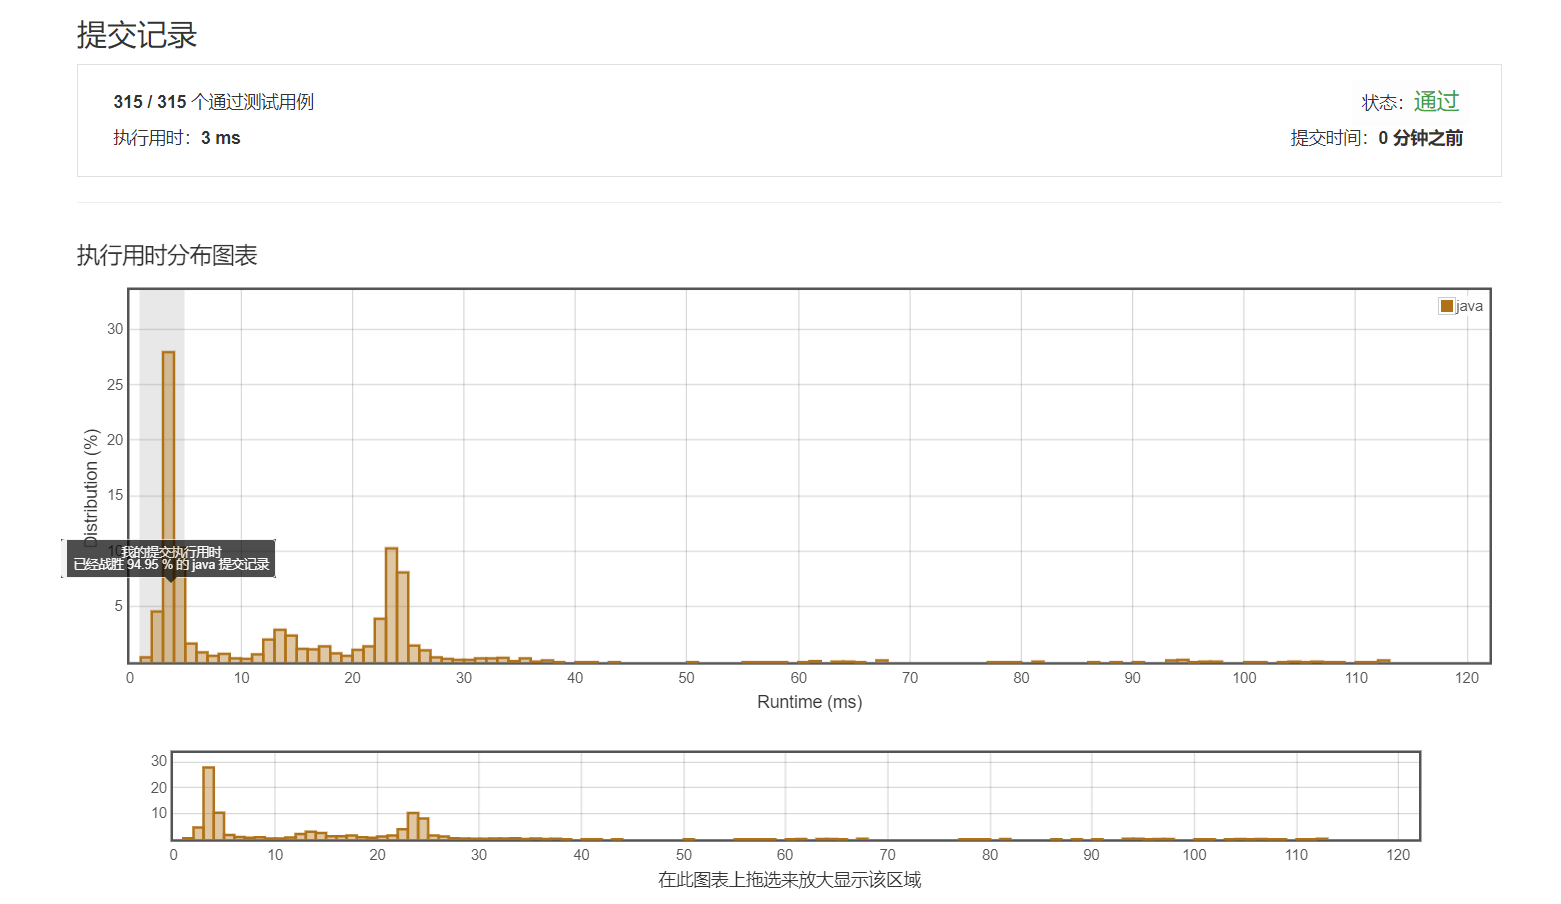 提交记录
315 / 315 个通过测试用例
状态：通过
执行用时：3 ms
提交时间：0 分钟之前
执行用时分布图表
java
30
25
20
15
10
5
Distribution (%)
我的提交执行用时
已经战胜 94.95 % 的 java 提交记录
0 10 20 30 40 50 60 70 80 90 100 110 120
Runtime (ms)
30
20
10
0 10 20 30 40 50 60 70 80 90 100 110 120
在此图表上拖选来放大显示该区域